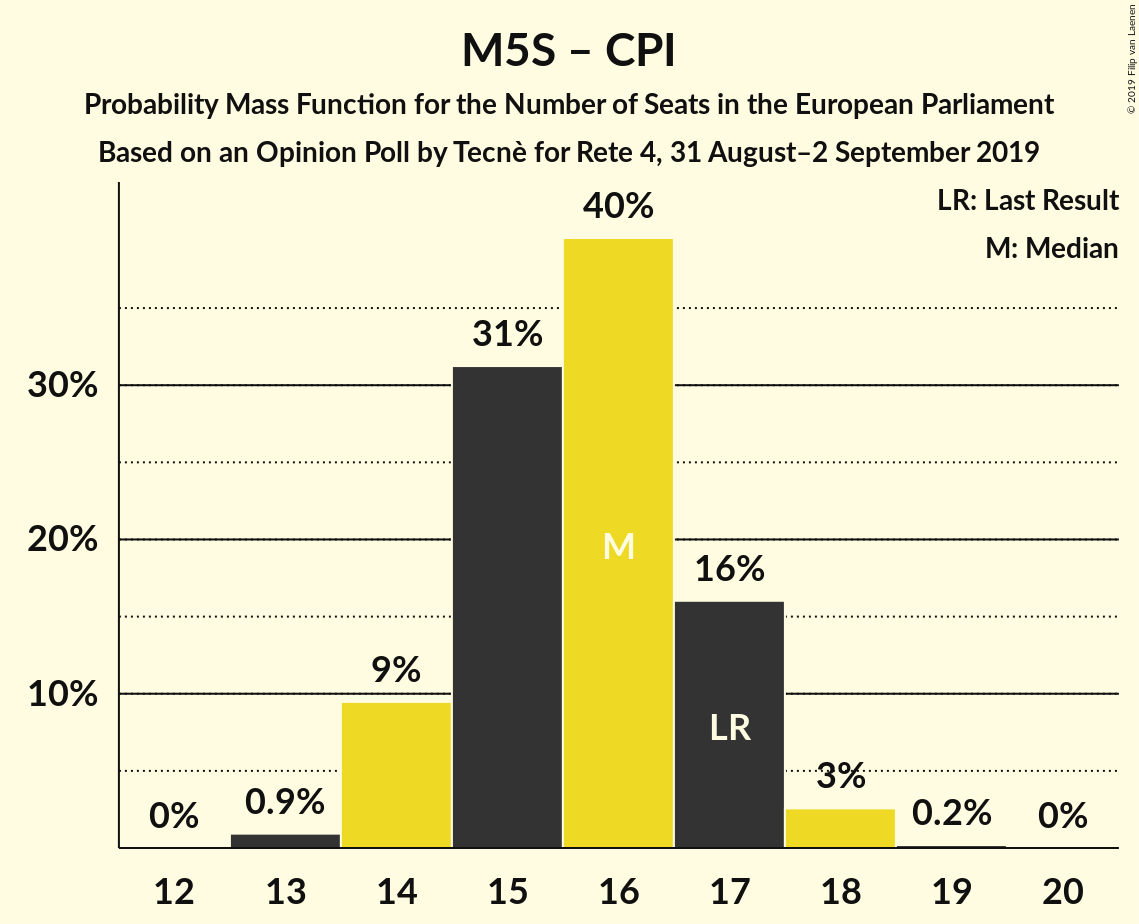 M5S – CPI
Probability Mass Function for the Number of Seats in the European Parliament
Based on an Opinion Poll by Tecnè for Rete 4, 31 August–2 September 2019
© 2019 Filip van Laenen
LR: Last Result
M: Median
40%
31%
30%
20%
M
16%
9%
10%
LR
3%
0%
0.9%
0.2%
0%
12 13 14 15 16 17 18 19 20